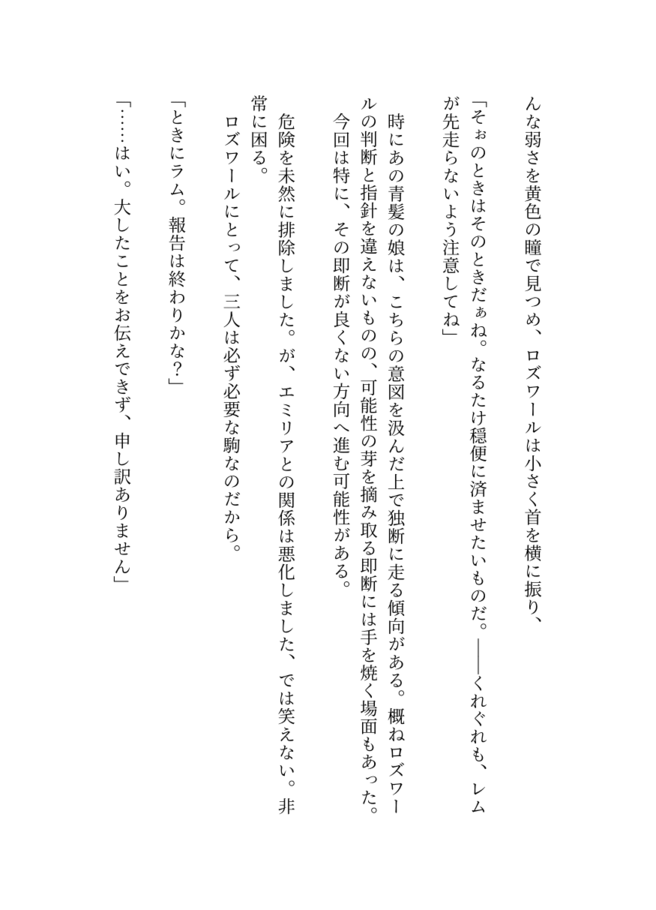 んな弱さを黄色の瞳で見つめ、ロズワールは小さく首を横に振り、
「そぉのときはそのときだぁね。なるたけ穏便に済ませたいものだ。――くれぐれも、レム
が先走らないよう注意してね」
時にあの青髪の娘は、こちらの意図を汲んだ上で独断に走る傾向がある。概ねロズワー
ルの判断と指針を違えないものの、可能性の芽を摘み取る即断には手を焼く場面もあった。
今回は特に、その即断が良くない方向へ進む可能性がある。
危険を未然に排除しました。が、エミリアとの関係は悪化しました、では笑えない。非
常に困る。
ロズワールにとって、三人は必ず必要な駒なのだから。
「ときにラム。報告は終わりかな？」
「……はい。大したことをお伝えできず、申し訳ありません」